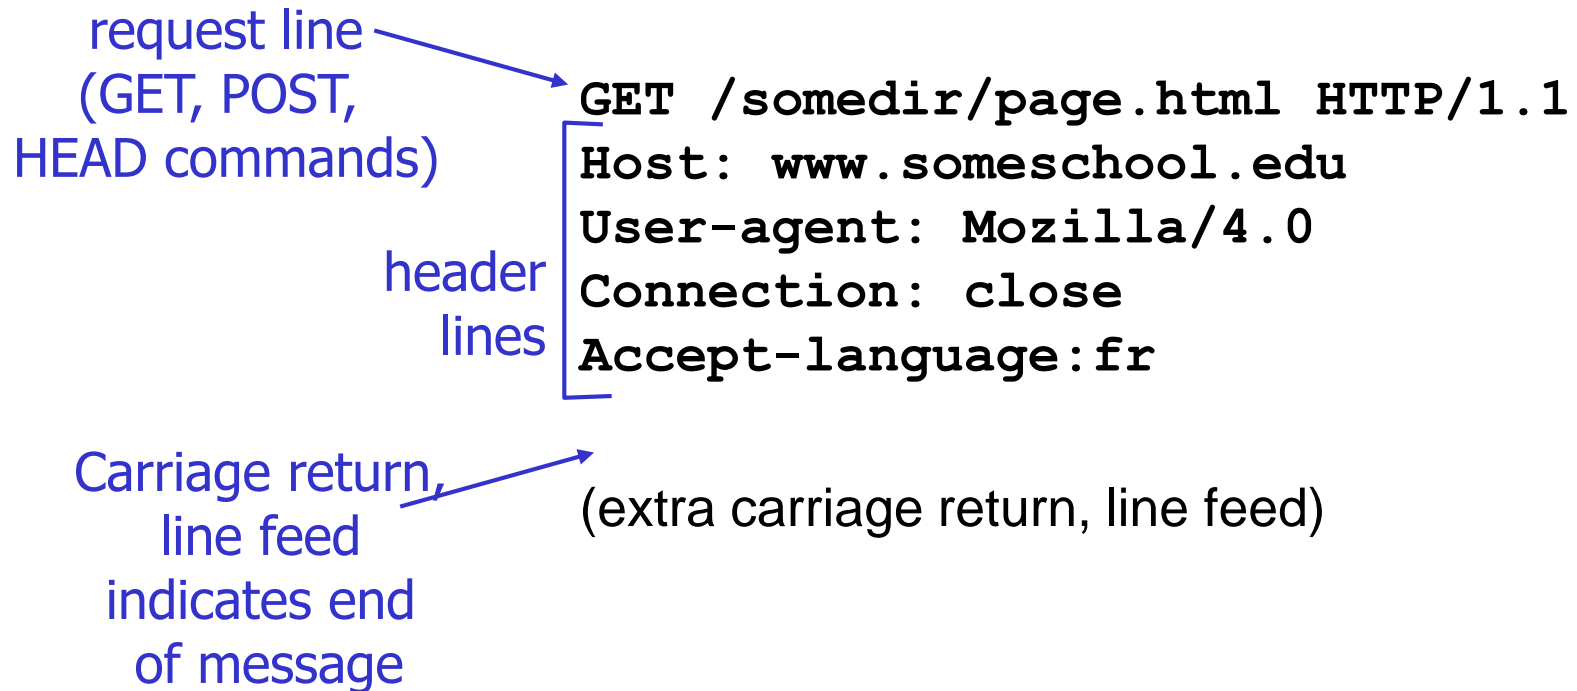 request line
(GET, POST,
HEAD commands)
GET /somedir/page.html HTTP/1.1
Host: www.someschool.edu
User-agent: Mozilla/4.0
Connection: close
Accept-language:fr
header
lines
Carriage return,
line feed
indicates end
of message
(extra carriage return, line feed)